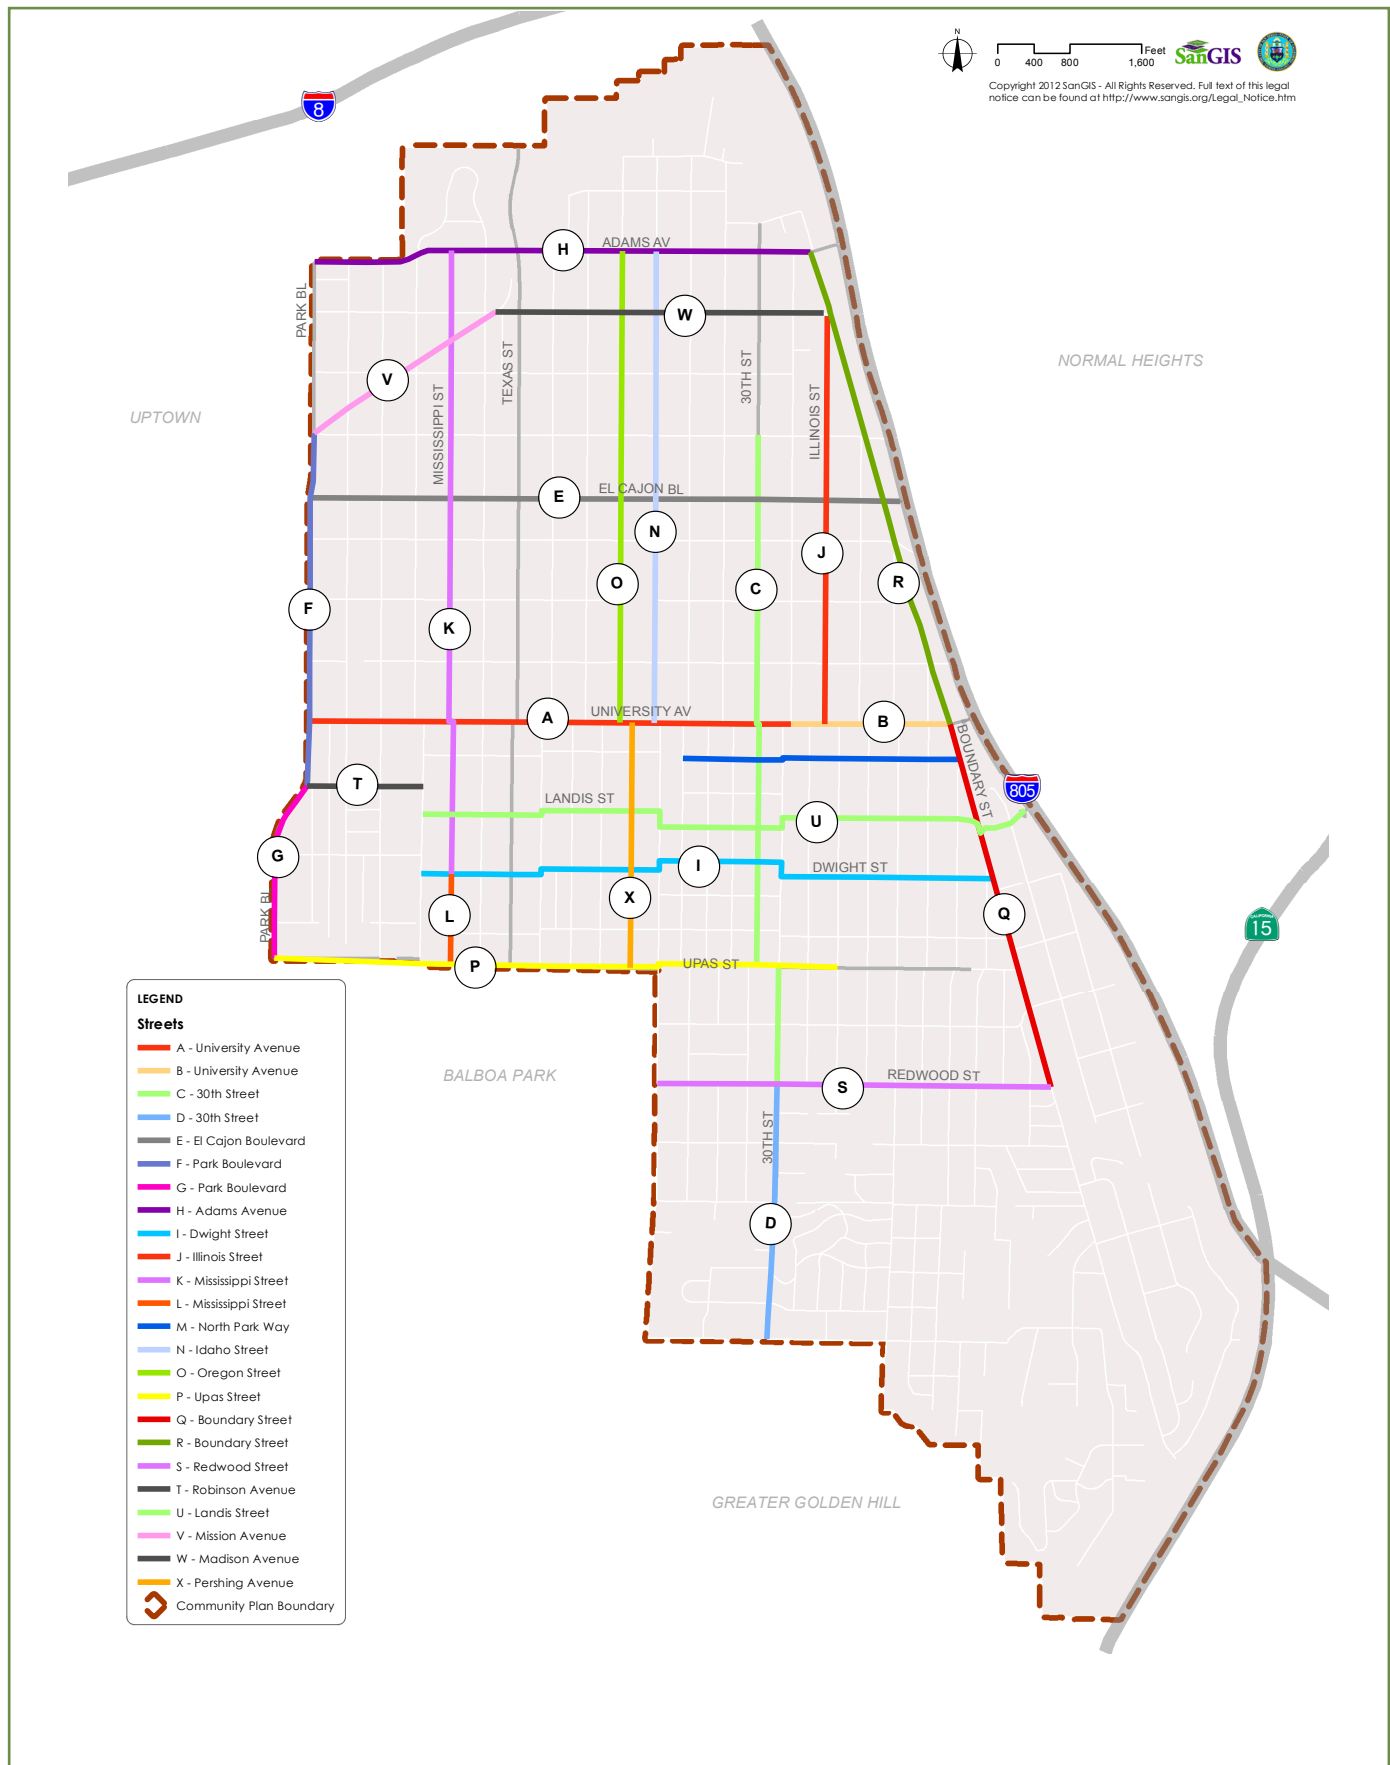 N
0 400 800 1,600 Feet
SanGIS
Copyright 2012 SanGIS - All Rights Reserved. Full text of this legal
notice can be found at http://www.sangis.org/Legal_Notice.htm
8
H
ADAMS AV
PARK BL
W
NORMAL HEIGHTS
V
MISSISSIPPI ST
TEXAS ST
30TH ST
ILLINOIS ST
UPTOWN
E
EL CAJON BL
N
J
O
C
R
F
K
A
UNIVERSITY AV
B
BOUNDARY ST
T
805
LANDIS ST
U
G
I
DWIGHT ST
X
L
Q
PARK BL
CALIFORNIA
15
P
UPAS ST
BALBOA PARK
S
REDWOOD ST
30TH ST
D
GREATER GOLDEN HILL
LEGEND
Streets
A - University Avenue
B - University Avenue
C - 30th Street
D - 30th Street
E - El Cajon Boulevard
F - Park Boulevard
G - Park Boulevard
H - Adams Avenue
I - Dwight Street
J - Illinois Street
K - Mississippi Street
L - Mississippi Street
M - North Park Way
N - Idaho Street
O - Oregon Street
P - Upas Street
Q - Boundary Street
R - Boundary Street
S - Redwood Street
T - Robinson Avenue
U - Landis Street
V - Mission Avenue
W - Madison Avenue
X - Pershing Avenue
Community Plan Boundary